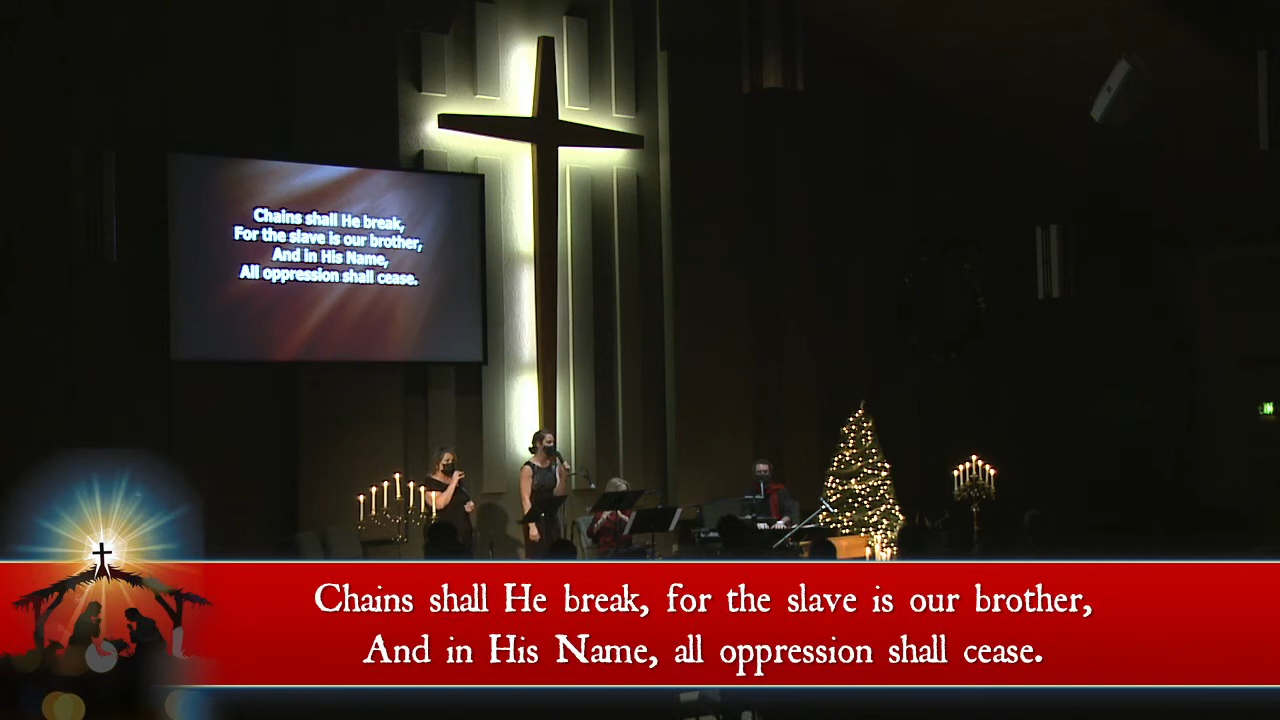 Chains shall He break,
For the slave is our brother,
And in His Name,
All oppression shall cease.
Chains shall He break, for the slave is our brother,
And in His Name, all oppression shall cease.